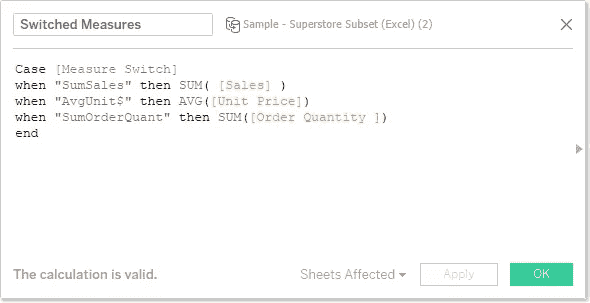 Switched Measures
Sample - Superstore Subset (Excel) (2)
Case [Measure Switch]
when "SumSales" then SUM( [Sales] )
when "AvgUnit$" then AVG([Unit Price])
when "SumOrderQuant" then SUM([Order Quantity ])
end
The calculation is valid.
Sheets Affected
Apply
OK